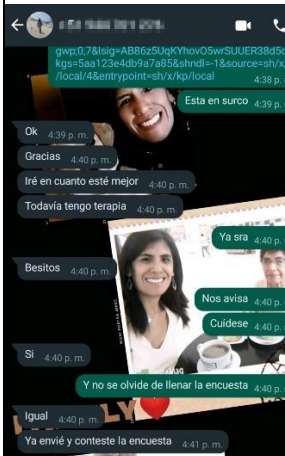 gwp;0,7&lsig=AB86z5UqKYhovO5wrSUUER38d5d
kgs=5aa123e4db9a7a85&shndl=-1&source=sh/x,
/local/4&entrypoint=sh/x/kp/local
4:38 p.
Esta en surco 4:39 p.
Ok 4:39 p. m.
Gracias 4:40 p. m.
Iré en cuanto esté mejor 4:40 p. m.
Todavía tengo terapia 4:40 p. m.
Ya sra 4:40 p.
Besitos 4:40 p. m.
Nos avisa 4:40 p.
Cuídese 4:40 p.
Si 4:40 p. m.
Y no se olvide de llenar la encuesta 4:40 p.
Igual 4:40 p. m.
LY
Ya envié y conteste la encuesta 4:41 p. m.